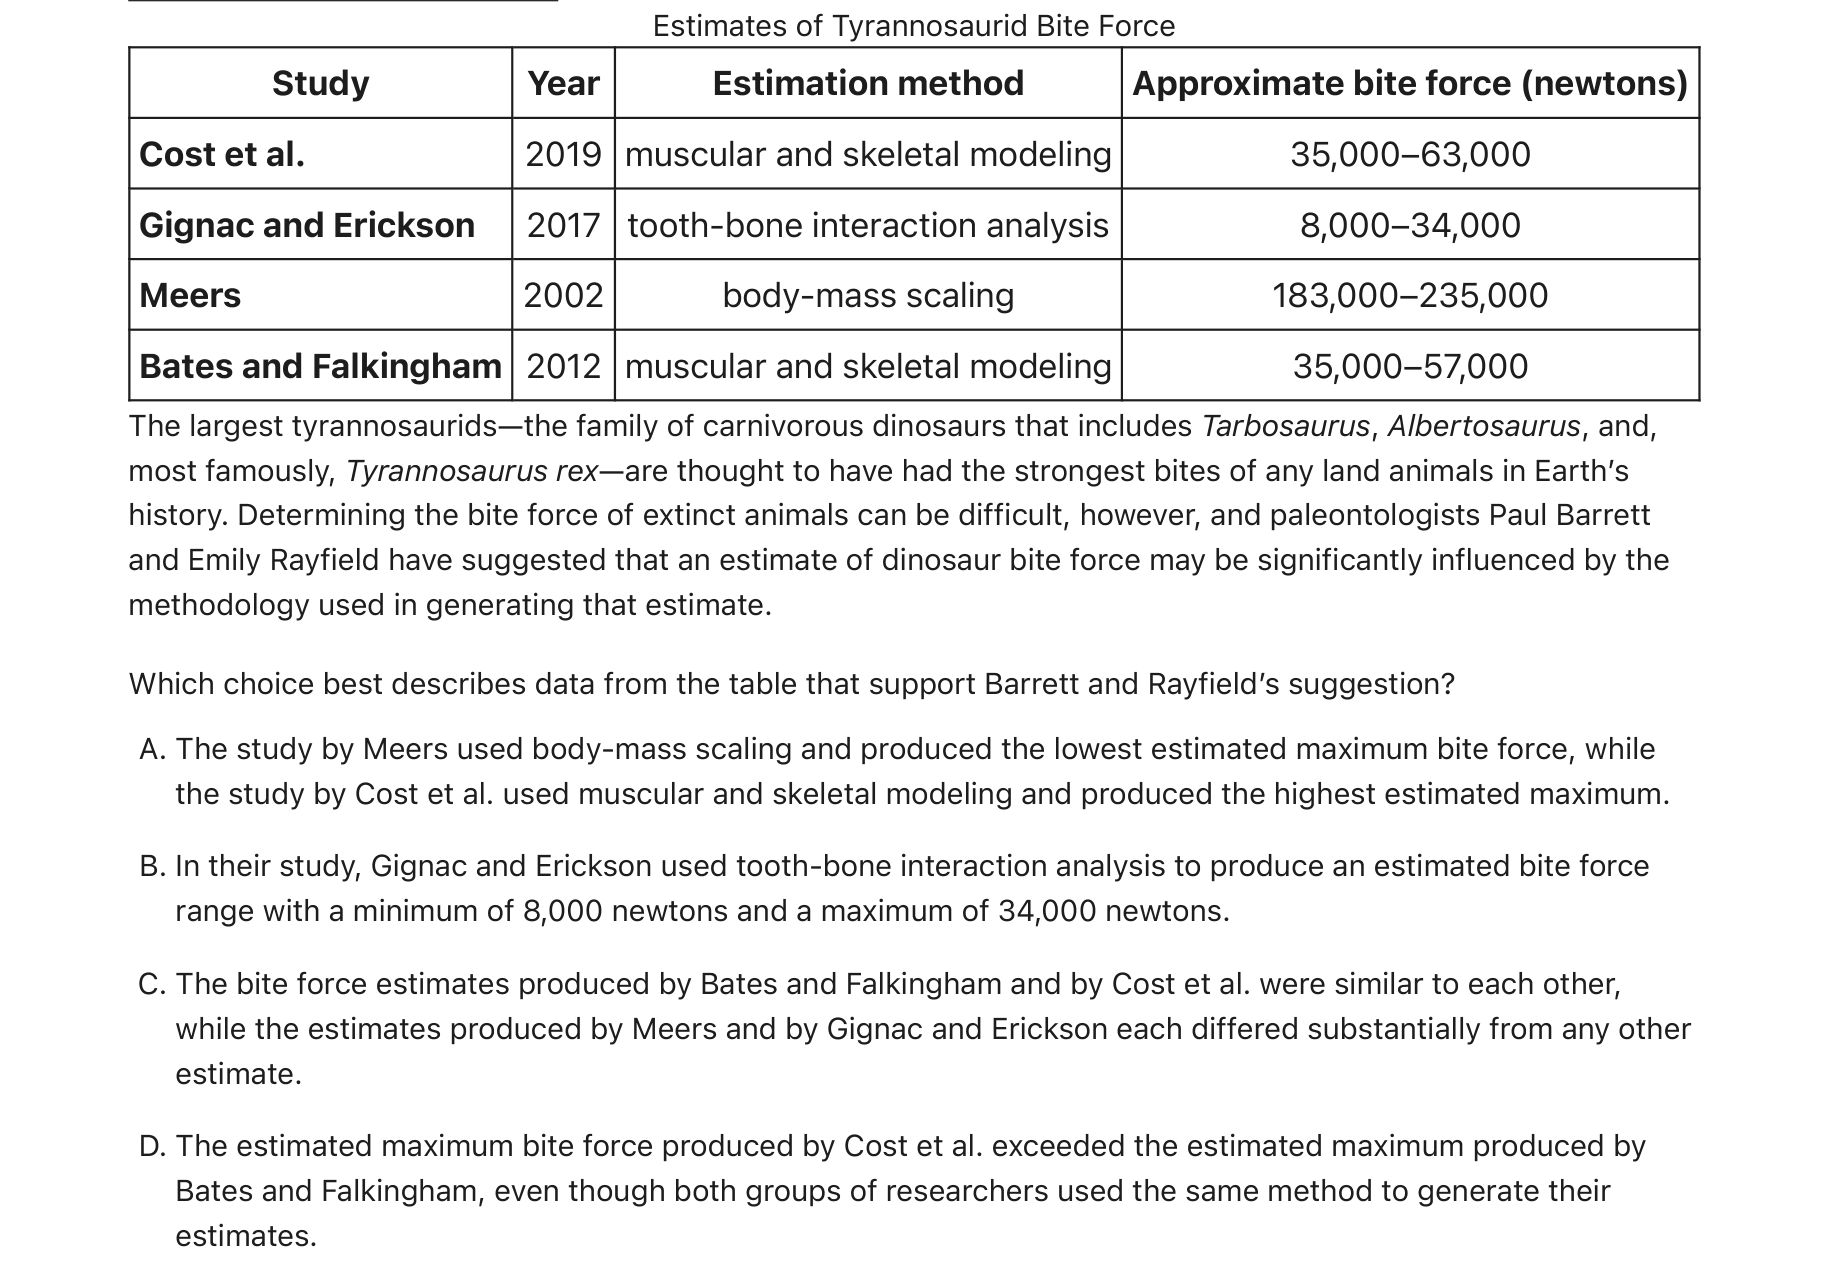 Estimates of Tyrannosaurid Bite Force
Study Year Estimation method Approximate bite force (newtons)
Cost et al. 2019 muscular and skeletal modeling 35,000–63,000
Gignac and Erickson 2017 tooth-bone interaction analysis 8,000–34,000
Meers 2002 body-mass scaling 183,000–235,000
Bates and Falkingham 2012 muscular and skeletal modeling 35,000–57,000
The largest tyrannosaurids—the family of carnivorous dinosaurs that includes Tarbosaurus, Albertosaurus, and,
most famously, Tyrannosaurus rex—are thought to have had the strongest bites of any land animals in Earth’s
history. Determining the bite force of extinct animals can be difficult, however, and paleontologists Paul Barrett
and Emily Rayfield have suggested that an estimate of dinosaur bite force may be significantly influenced by the
methodology used in generating that estimate.
Which choice best describes data from the table that support Barrett and Rayfield’s suggestion?
A. The study by Meers used body-mass scaling and produced the lowest estimated maximum bite force, while
the study by Cost et al. used muscular and skeletal modeling and produced the highest estimated maximum.
B. In their study, Gignac and Erickson used tooth-bone interaction analysis to produce an estimated bite force
range with a minimum of 8,000 newtons and a maximum of 34,000 newtons.
C. The bite force estimates produced by Bates and Falkingham and by Cost et al. were similar to each other,
while the estimates produced by Meers and by Gignac and Erickson each differed substantially from any other
estimate.
D. The estimated maximum bite force produced by Cost et al. exceeded the estimated maximum produced by
Bates and Falkingham, even though both groups of researchers used the same method to generate their
estimates.